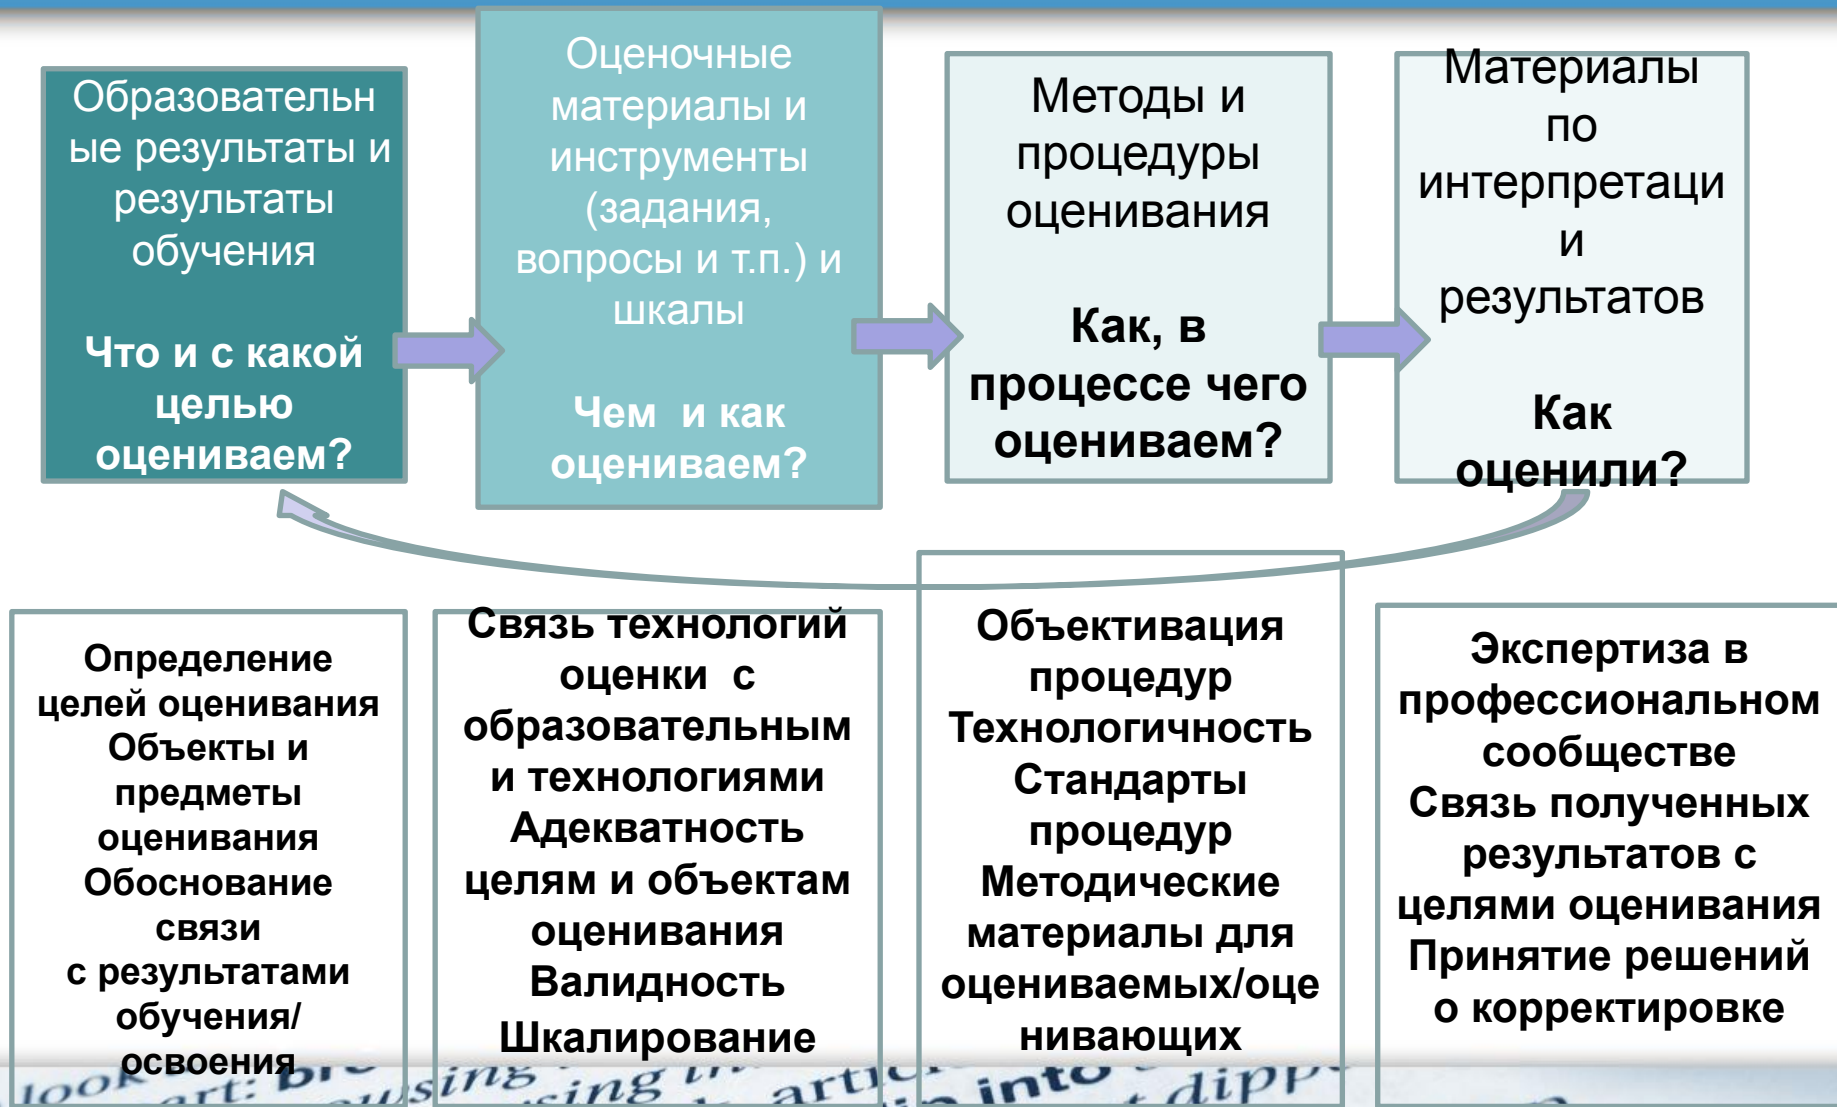 Образовательн
ые результаты и
результаты
обучения
Что и с какой
целью
оцениваем?
Оценочные
материалы и
инструменты
(задания,
вопросы и т.п.) и
шкалы
Чем и как
оцениваем?
Методы и
процедуры
оценивания
Как, в
процессе чего
оцениваем?
Материалы
по
интерпретаци
и
результатов
Как
оценили?
Определение
целей оценивания
Объекты и
предметы
оценивания
Обоснование
связи
с результатами
обучения/
освоения
Связь технологий
оценки с
образовательным
и технологиями
Адекватность
целям и объектам
оценивания
Валидность
Шкалирование
Объективация
процедур
Технологичность
Стандарты
процедур
Методические
материалы для
оцениваемых/оце
нивающих
Экспертиза в
профессиональном
сообществе
Связь полученных
результатов с
целями оценивания
Принятие решений
о корректировке
look
into